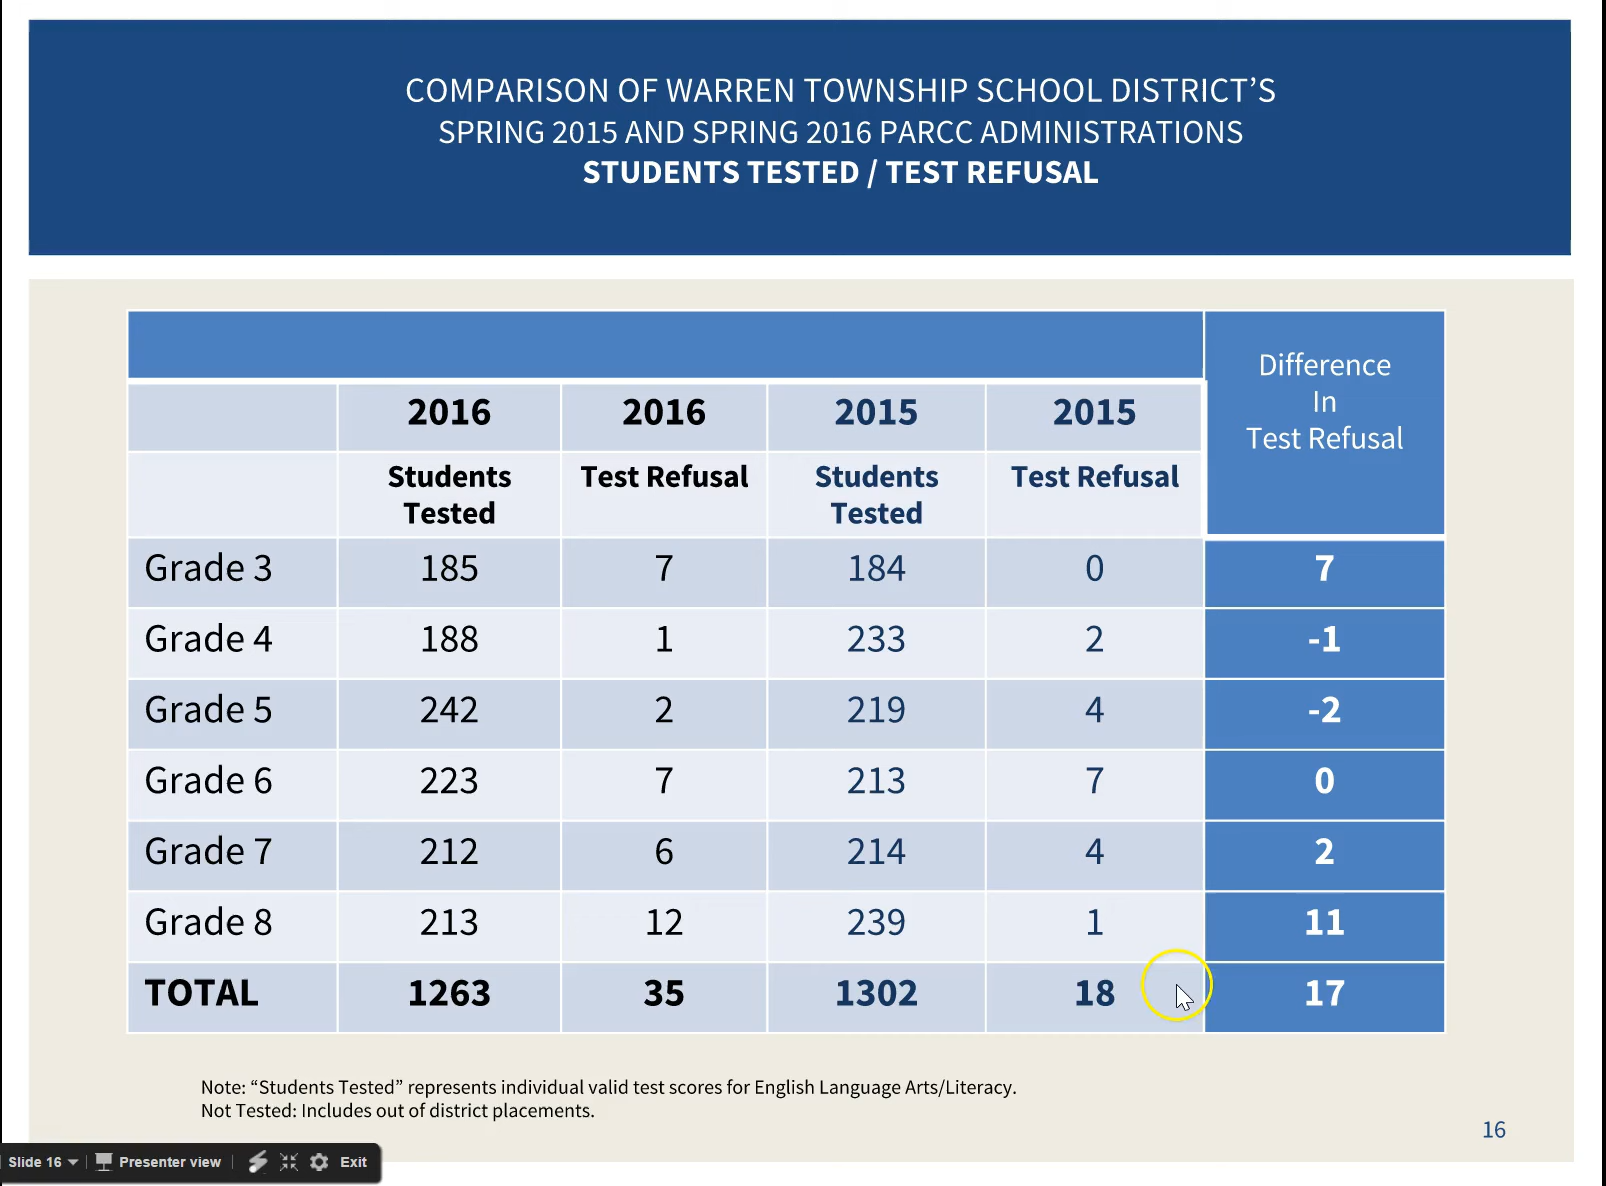 COMPARISON OF WARREN TOWNSHIP SCHOOL DISTRICT’S
SPRING 2015 AND SPRING 2016 PARCC ADMINISTRATIONS
STUDENTS TESTED / TEST REFUSAL
Difference
In
Test Refusal
2016 2016 2015 2015
Students Tested Test Refusal Students Tested Test Refusal
Grade 3 185 7 184 0 7
Grade 4 188 1 233 2 -1
Grade 5 242 2 219 4 -2
Grade 6 223 7 213 7 0
Grade 7 212 6 214 4 2
Grade 8 213 12 239 1 11
TOTAL 1263 35 1302 18 17
Note: “Students Tested” represents individual valid test scores for English Language Arts/Literacy.
Not Tested: Includes out of district placements.
16
Slide 16 Presenter view Exit